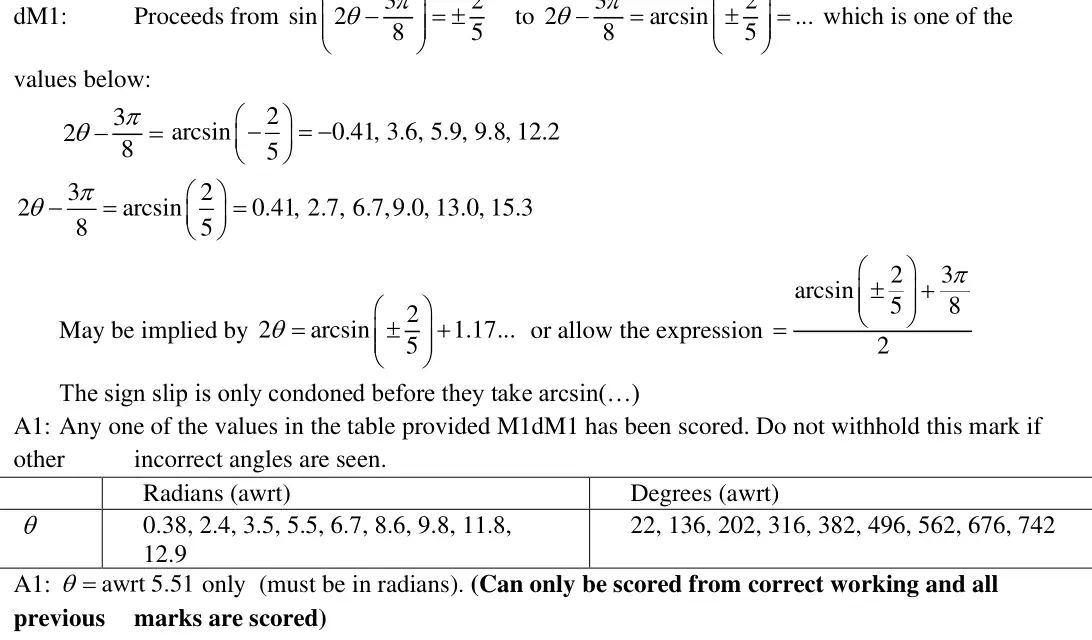 dM1: Proceeds from sin(2θ − 3π/8) = ±2/5 to 2θ − 3π/8 = arcsin(±2/5) = ... which is one of the
values below:
2θ − 3π/8 = arcsin(−2/5) = −0.41, 3.6, 5.9, 9.8, 12.2
2θ − 3π/8 = arcsin(2/5) = 0.41, 2.7, 6.7,9.0, 13.0, 15.3
May be implied by 2θ = arcsin(±2/5) + 1.17... or allow the expression = (arcsin(±2/5) + 3π/8)/2
The sign slip is only condoned before they take arcsin(…)
A1: Any one of the values in the table provided M1dM1 has been scored. Do not withhold this mark if
other incorrect angles are seen.
Radians (awrt) Degrees (awrt)
θ 0.38, 2.4, 3.5, 5.5, 6.7, 8.6, 9.8, 11.8, 22, 136, 202, 316, 382, 496, 562, 676, 742
12.9
A1: θ = awrt 5.51 only (must be in radians). (Can only be scored from correct working and all
previous marks are scored)